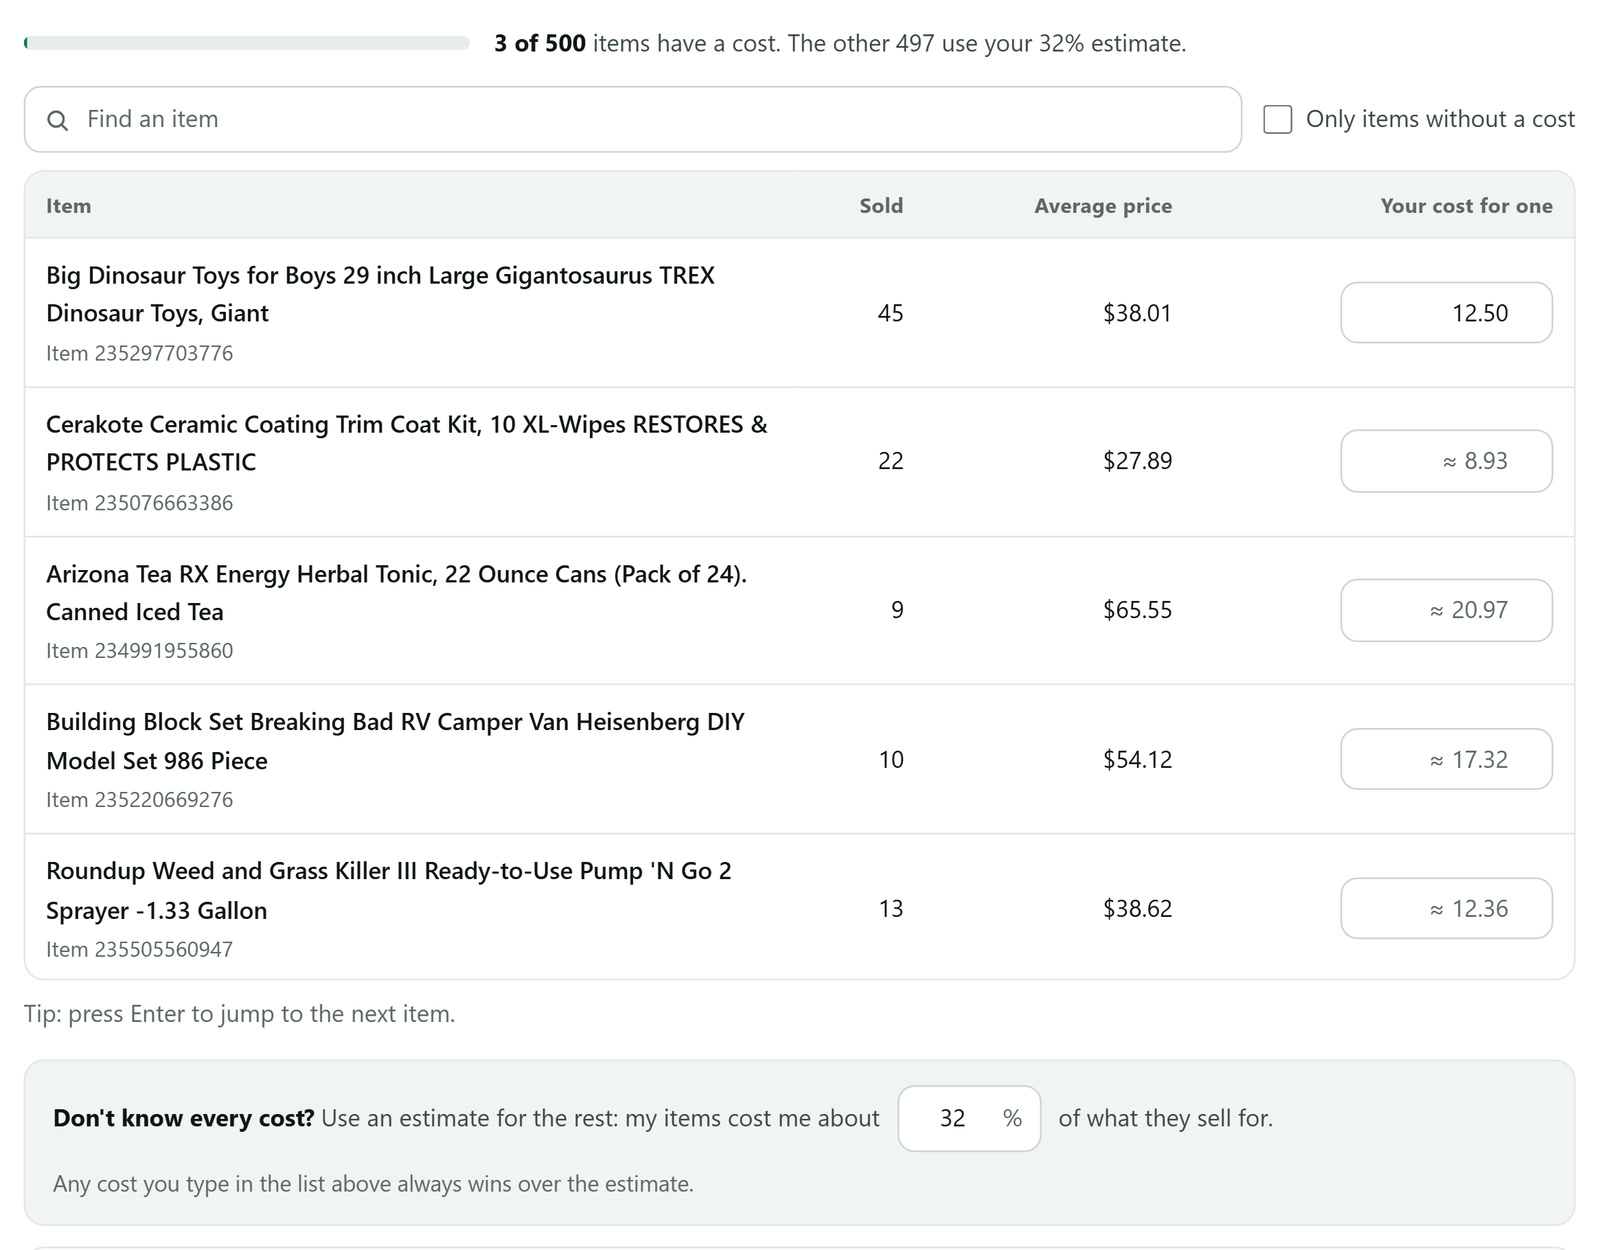 3 of 500 items have a cost. The other 497 use your 32% estimate.
Find an item
Only items without a cost
Item Sold Average price Your cost for one
Big Dinosaur Toys for Boys 29 inch Large Gigantosaurus TREX
Dinosaur Toys, Giant
Item 235297703776
45 $38.01 12.50
Cerakote Ceramic Coating Trim Coat Kit, 10 XL-Wipes RESTORES &
PROTECTS PLASTIC
Item 235076663386
22 $27.89 ≈ 8.93
Arizona Tea RX Energy Herbal Tonic, 22 Ounce Cans (Pack of 24).
Canned Iced Tea
Item 234991955860
9 $65.55 ≈ 20.97
Building Block Set Breaking Bad RV Camper Van Heisenberg DIY
Model Set 986 Piece
Item 235220669276
10 $54.12 ≈ 17.32
Roundup Weed and Grass Killer III Ready-to-Use Pump 'N Go 2
Sprayer -1.33 Gallon
Item 235505560947
13 $38.62 ≈ 12.36
Tip: press Enter to jump to the next item.
Don't know every cost? Use an estimate for the rest: my items cost me about 32 % of what they sell for.
Any cost you type in the list above always wins over the estimate.